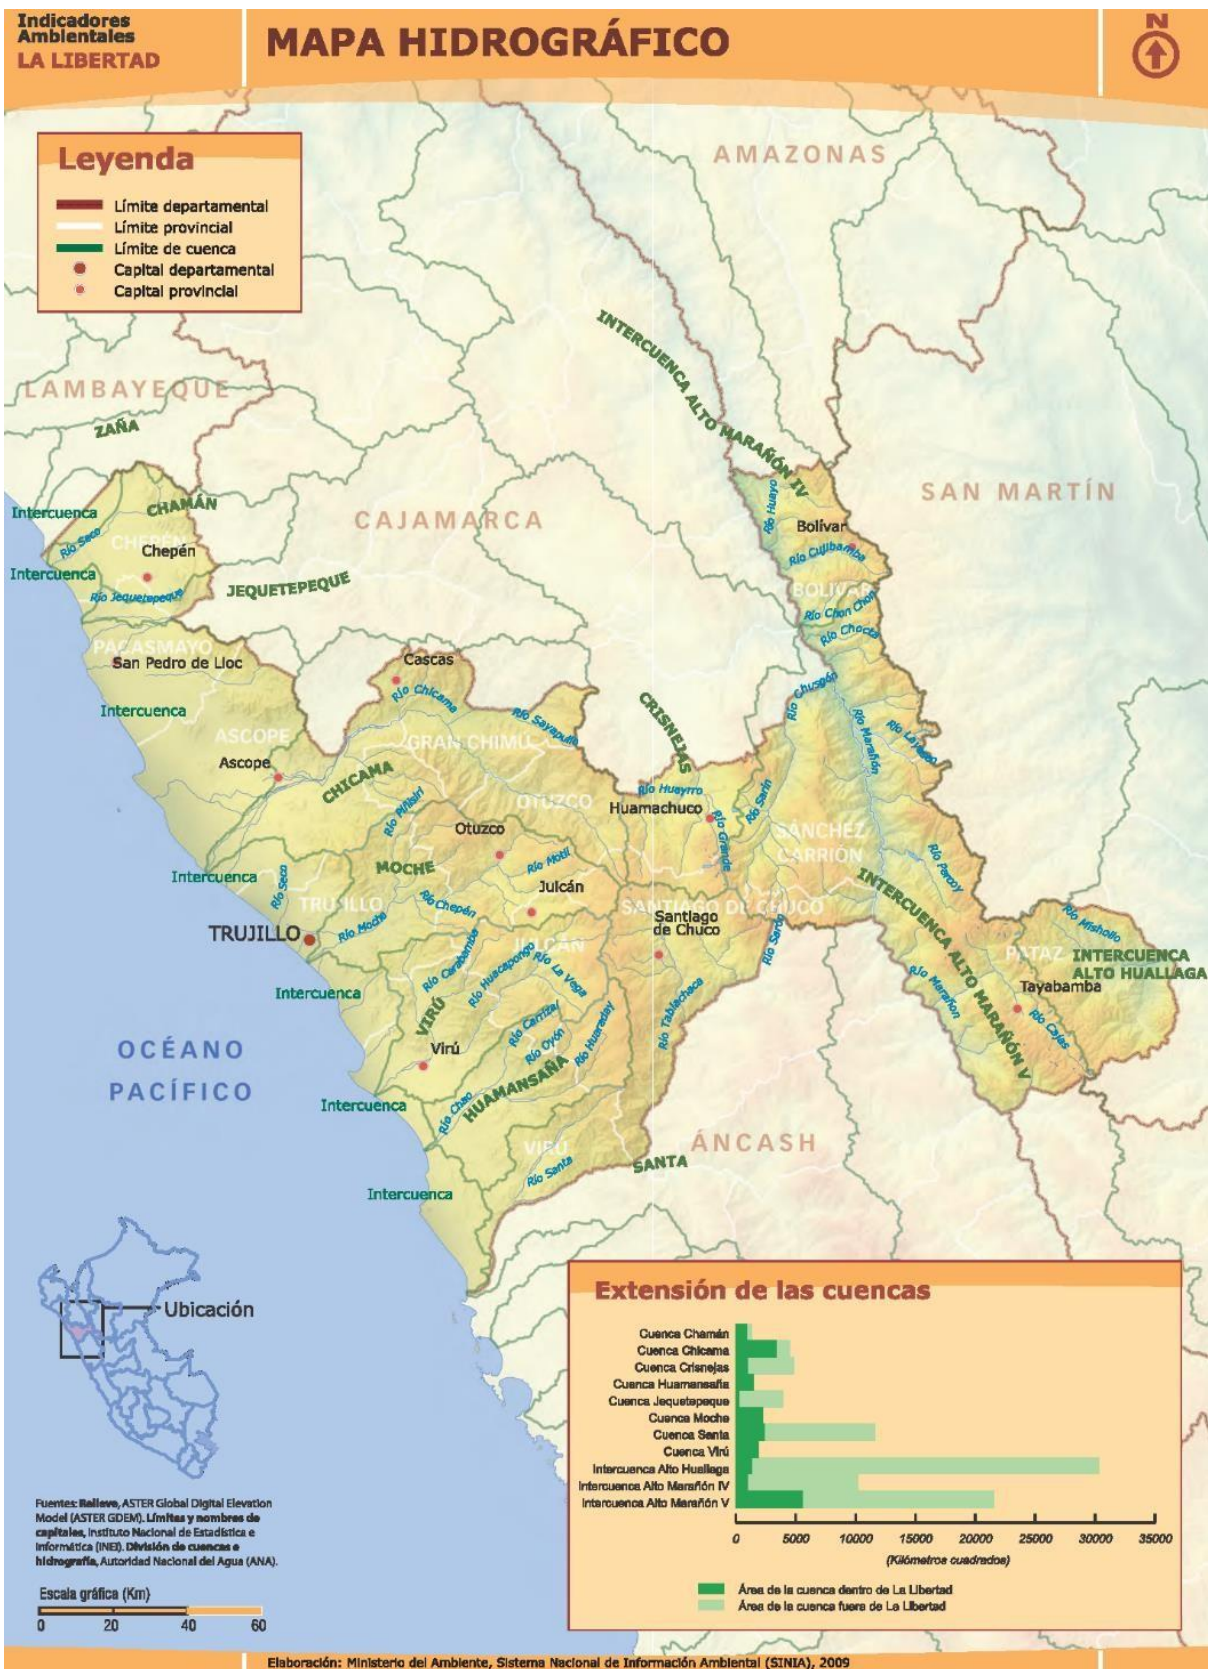 Indicadores
Ambientales
LA LIBERTAD
MAPA HIDROGRÁFICO
N
Leyenda
Límite departamental
Límite provincial
Límite de cuenca
Capital departamental
Capital provincial
AMAZONAS
LAMBAYEQUE
ZAÑA
INTERCUENCA ALTO MARAÑÓN IV
SAN MARTÍN
CAJAMARCA
CHAMÁN
Intercuenca
Río Seco
CHEPÉN
Chepén
Intercuenca
Río Jequetepeque
JEQUETEPEQUE
Río Huayo
Bolívar
Río Cujibamba
BOLÍVAR
Río Chon Chon
Río Chocta
PACASMAYO
San Pedro de Lloc
Cascas
Río Chicama
Intercuenca
Río Sayapullo
CRISNEJAS
Río Chusgón
Río Marañón
ASCOPE
GRAN CHIMÚ
Ascope
CHICAMA
Río Huayrro
Huamachuco
Río Sarín
OTUZCO
Río Grande
SÁNCHEZ
CARRIÓN
Otuzco
MOCHE
Río Motil
Julcán
Río Seco
Intercuenca
TRUJILLO
Río Chepén
SANTIAGO DE CHUCO
Santiago
de Chuco
INTERCUENCA ALTO MARAÑÓN V
TRUJILLO
Río Moche
JULCÁN
Río Carabamba
Río Huacapongo
Río La Vega
Río Mishollo
PATAZ
INTERCUENCA
ALTO HUALLAGA
Tayabamba
Río Marañon
Río Cajas
Intercuenca
VIRÚ
Río Carrizal
Río Oyón
Río Huaraday
Río Tablachaca
Virú
OCÉANO
PACÍFICO
HUAMANSAÑA
Intercuenca
Río Chao
VIRÚ
Río Santa
SANTA
ÁNCASH
Intercuenca
Ubicación
Extensión de las cuencas
Cuenca Chamán
Cuenca Chicama
Cuenca Crisnejas
Cuenca Huamansaña
Cuenca Jequetepeque
Cuenca Moche
Cuenca Santa
Cuenca Virú
Intercuenca Alto Huallaga
Intercuenca Alto Marañón IV
Intercuenca Alto Marañón V
0 5000 10000 15000 20000 25000 30000 35000
(Kilómetros cuadrados)
Área de la cuenca dentro de La Libertad
Área de la cuenca fuera de La Libertad
Fuentes: Relieve, ASTER Global Digital Elevation
Model (ASTER GDEM). Límites y nombres de
capitales, Instituto Nacional de Estadística e
Informática (INEI). División de cuencas e
hidrografía, Autoridad Nacional del Agua (ANA).
Escala gráfica (Km)
0 20 40 60
Elaboración: Ministerio del Ambiente, Sistema Nacional de Información Ambiental (SINIA), 2009